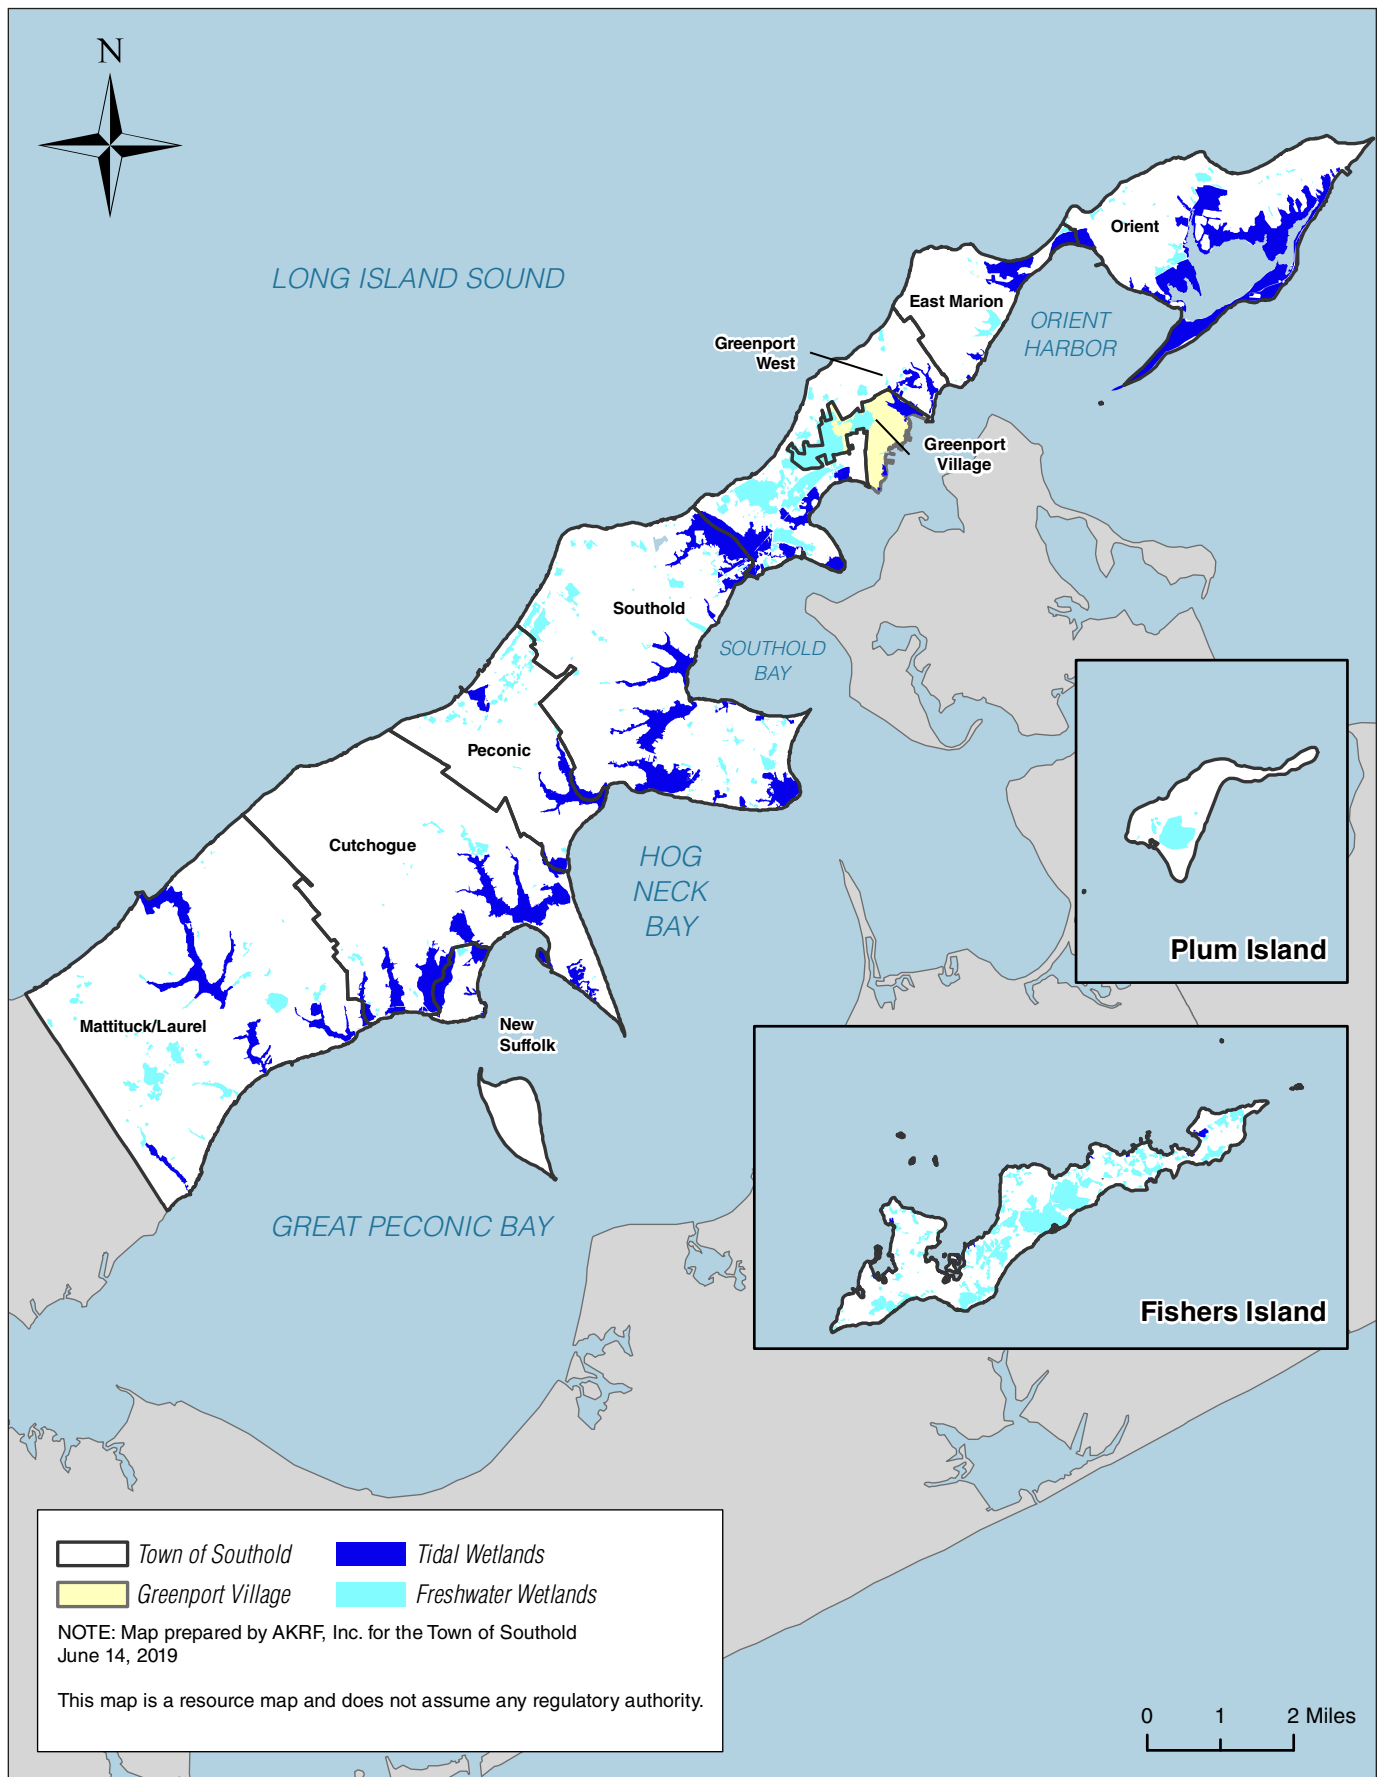 N
LONG ISLAND SOUND
Orient
East Marion
ORIENT
HARBOR
Greenport
West
Greenport
Village
Southold
SOUTHOLD
BAY
Peconic
Cutchogue
HOG
NECK
BAY
Plum Island
Mattituck/Laurel
New
Suffolk
GREAT PECONIC BAY
Fishers Island
Town of Southold
Tidal Wetlands
Greenport Village
Freshwater Wetlands
NOTE: Map prepared by AKRF, Inc. for the Town of Southold
June 14, 2019
This map is a resource map and does not assume any regulatory authority.
0 1 2 Miles